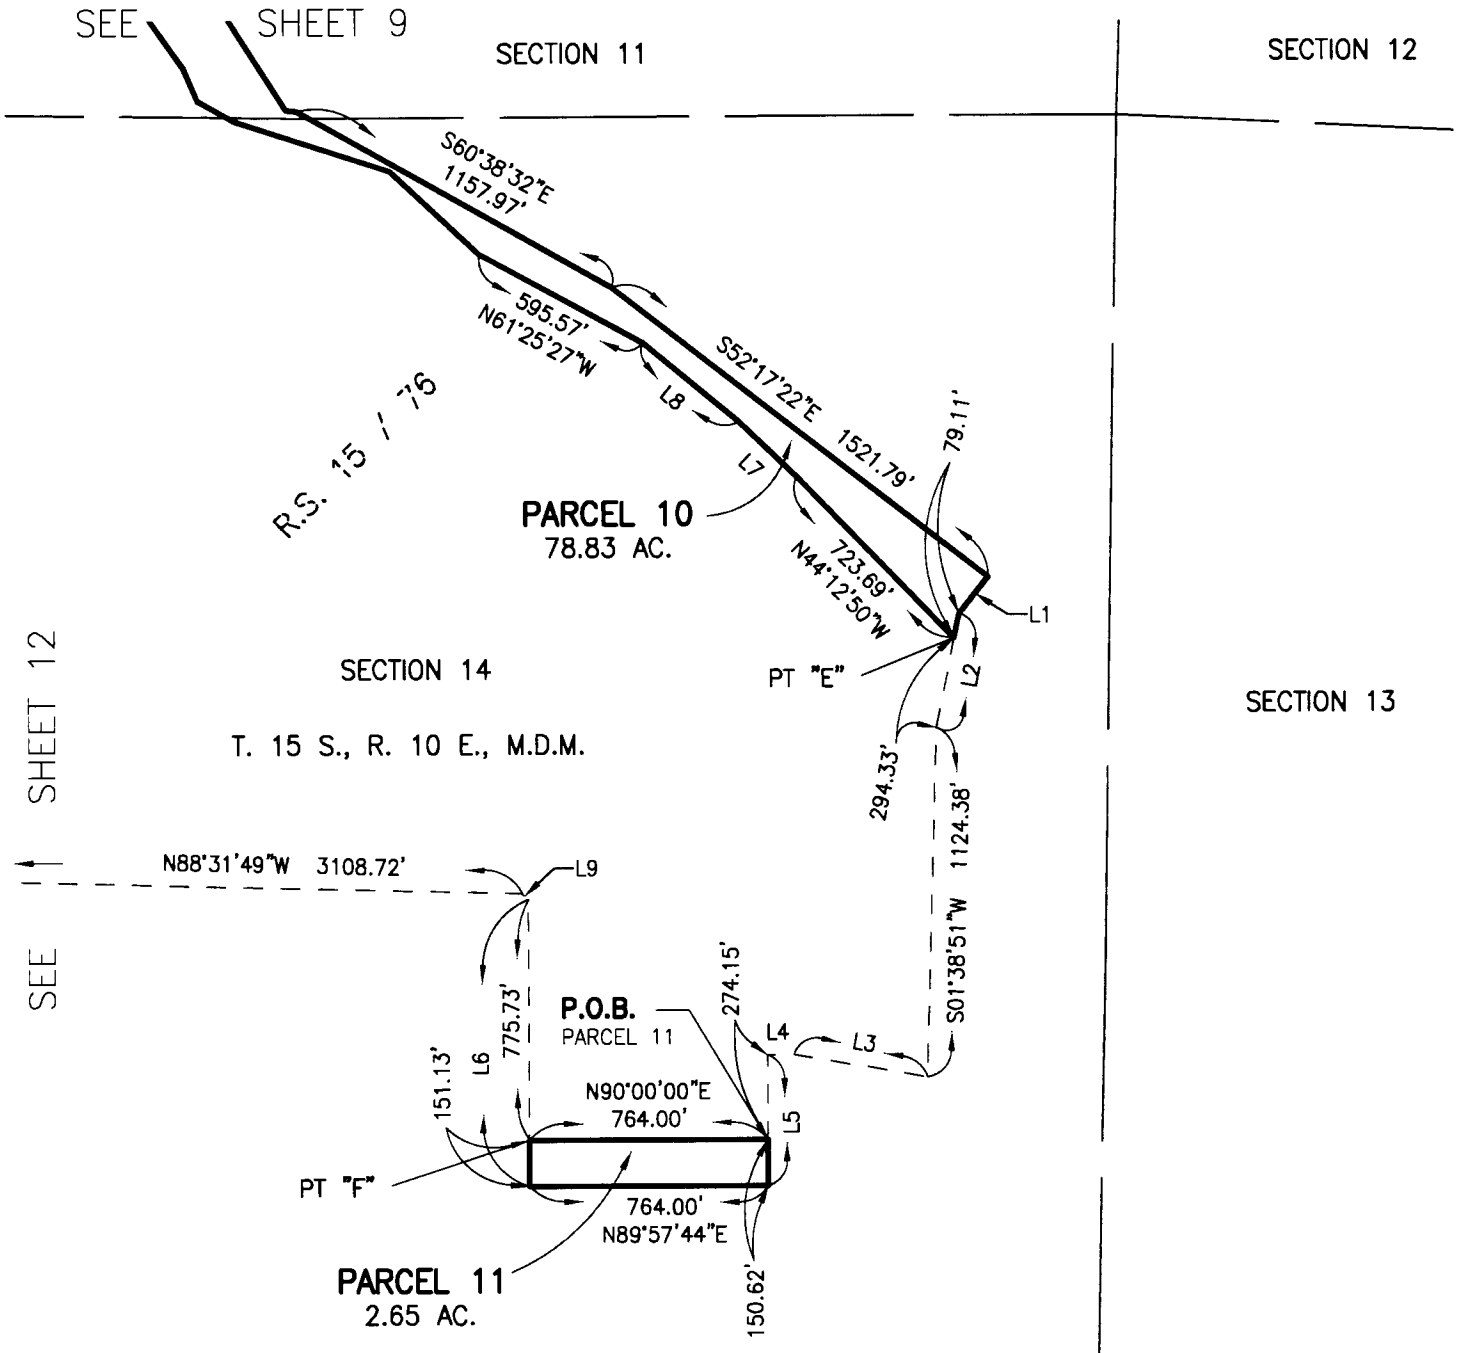 SEE SHEET 9
SECTION 11
SECTION 12
S60°38'32"E
1157.97'
595.57'
N61°25'27"W
S52°17'22"E 1521.79'
79.11'
L8
L7
R.S. 15 / 76
PARCEL 10
78.83 AC.
723.69'
N44°12'50"W
L1
PT "E"
L2
SECTION 14
SECTION 13
T. 15 S., R. 10 E., M.D.M.
SEE SHEET 12
294.33'
S01°38'51"W 1124.38'
N88°31'49"W 3108.72'
L9
775.73'
L6
151.13'
P.O.B.
PARCEL 11
274.15'
L4
L3
L5
N90°00'00"E
764.00'
PT "F"
764.00'
N89°57'44"E
150.62'
PARCEL 11
2.65 AC.